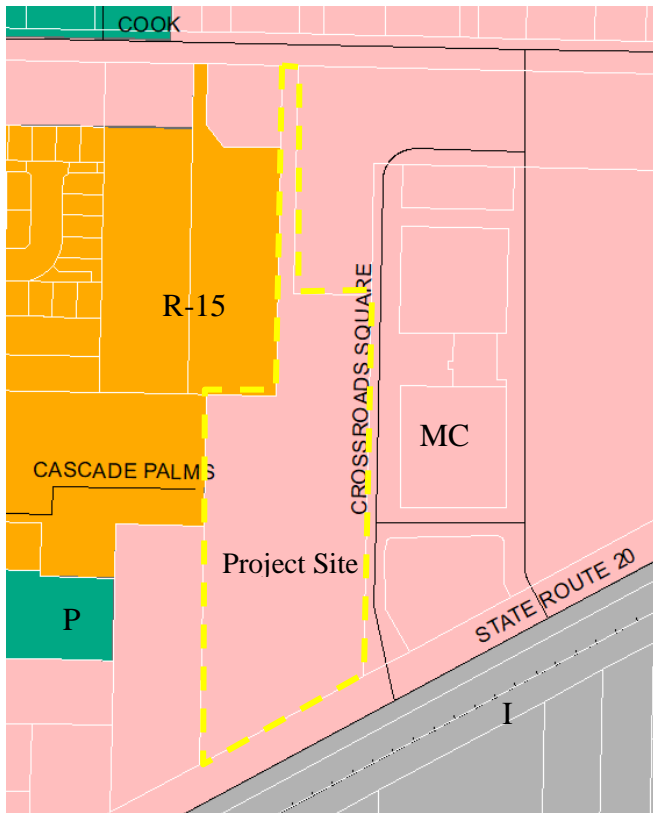 COOK
R-15
CROSSROADS SQUARE
MC
CASCADE PALMS
Project Site
STATE ROUTE 20
P
I